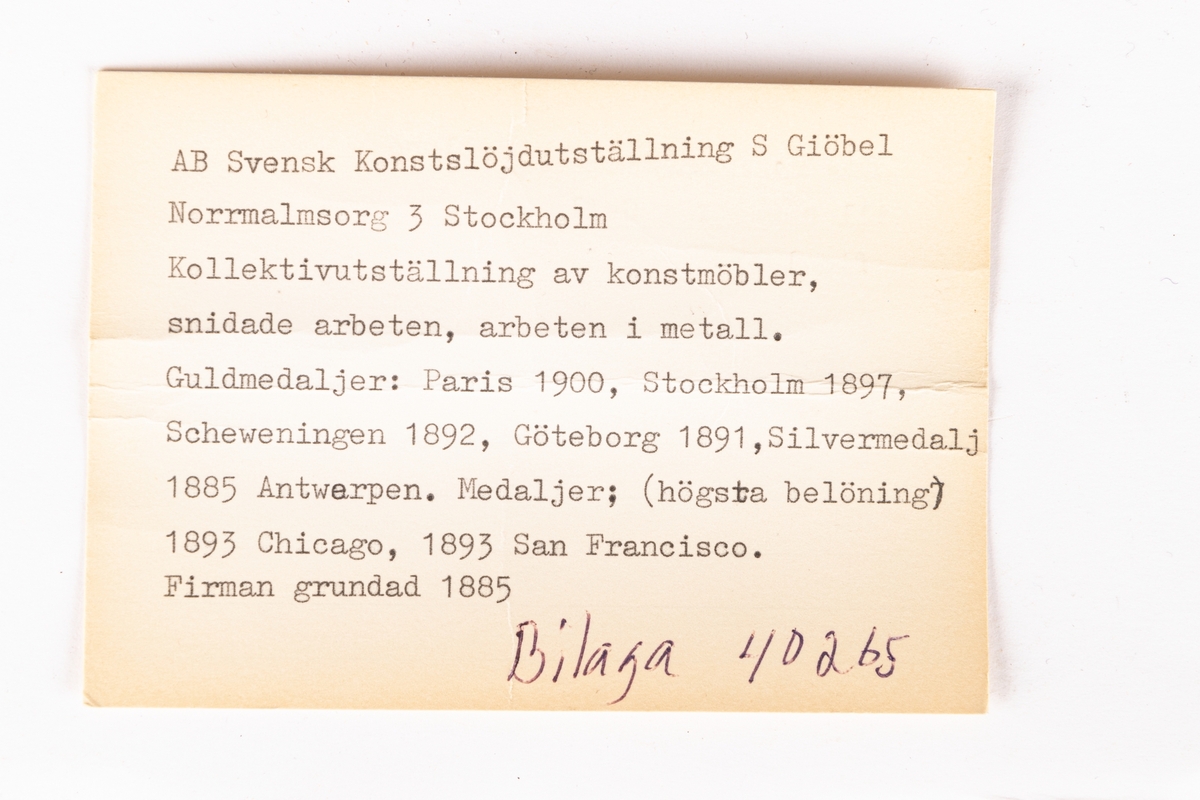 AB Svensk Konstslöjdutställning S Giöbel
Norrmalmsorg 3 Stockholm
Kollektivutställning av konstmöbler,
snidade arbeten, arbeten i metall.
Guldmedaljer: Paris 1900, Stockholm 1897,
Scheweningen 1892, Göteborg 1891,Silvermedalj
1885 Antwerpen. Medaljer; (högsta belöning)
1893 Chicago, 1893 San Francisco.
Firman grundad 1885
Bilaga 40265